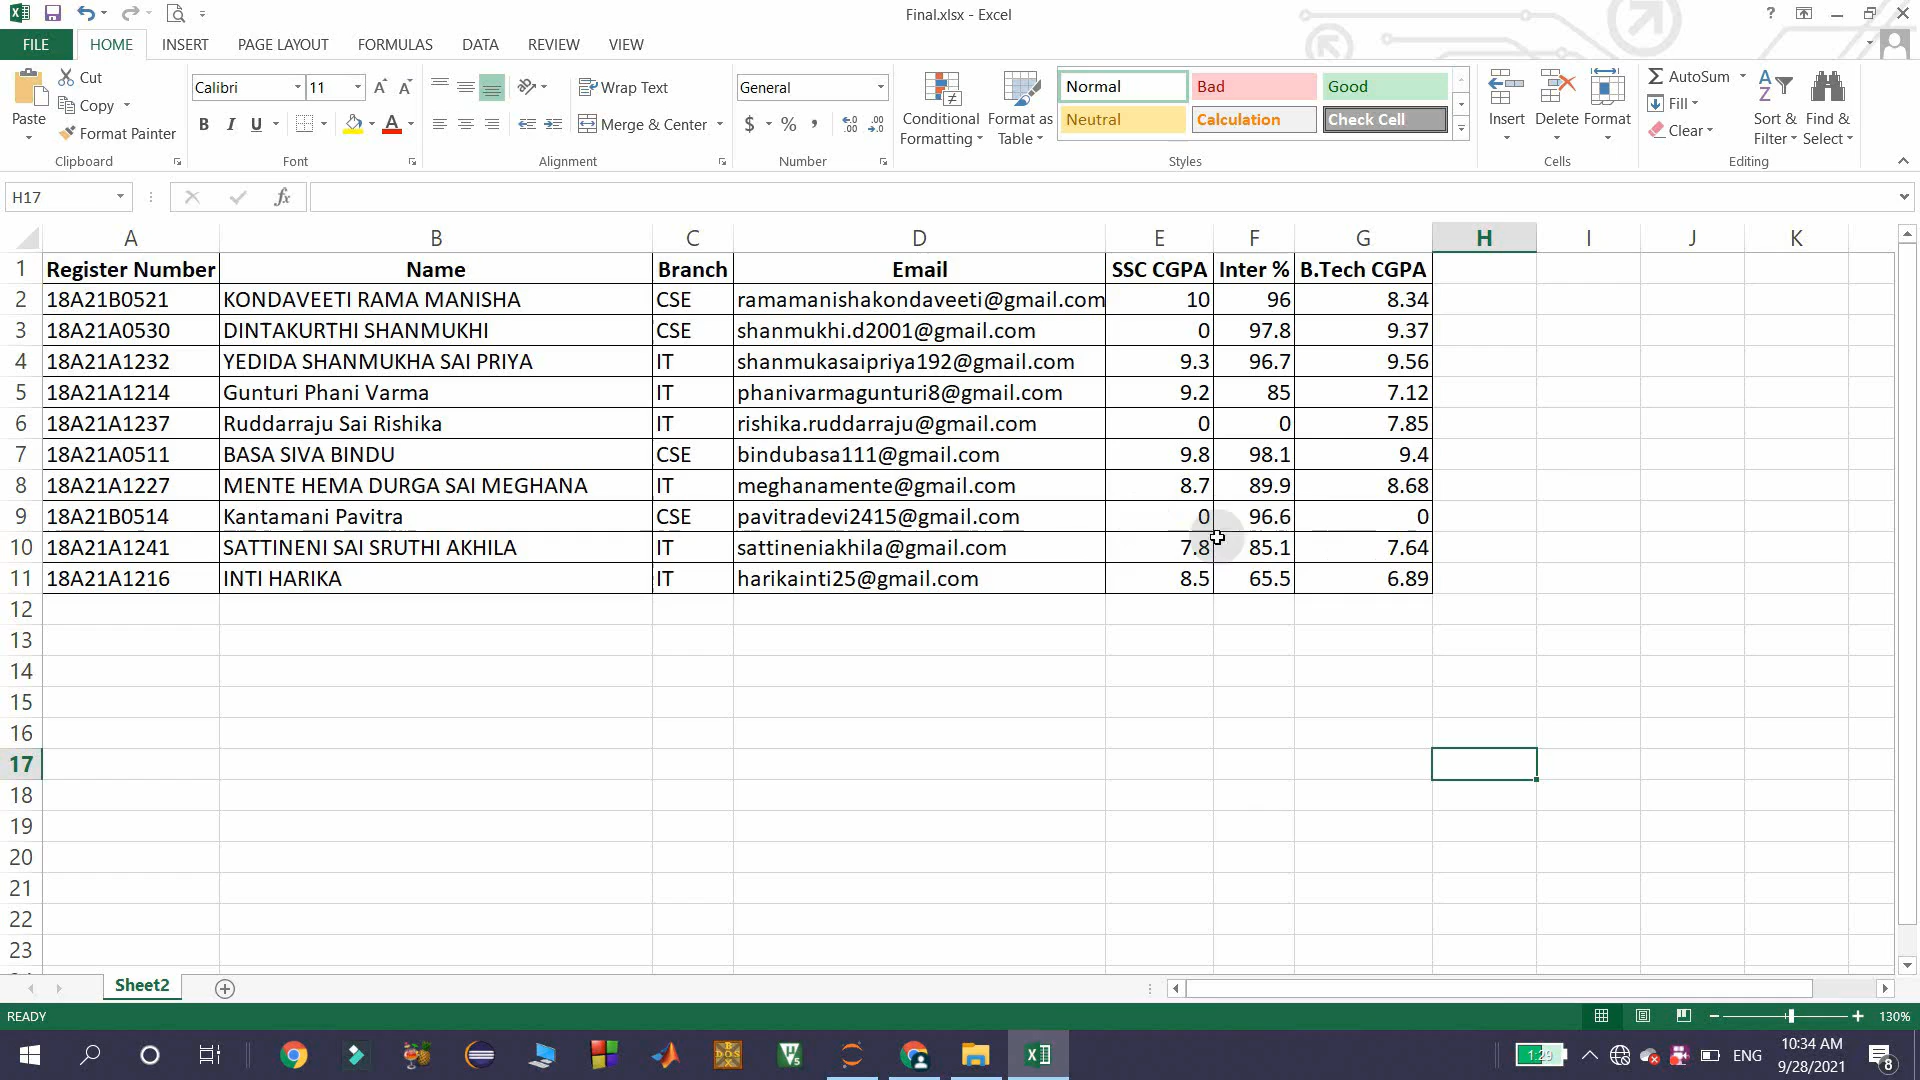 Final.xlsx - Excel
FILE HOME INSERT PAGE LAYOUT FORMULAS DATA REVIEW VIEW
Paste Cut Copy Format Painter
Clipboard
Calibri 11
B I U A
Font
Wrap Text
Merge & Center
Alignment
General
$ % ,
Number
Conditional Formatting
Format as Table
Normal Bad Good
Neutral Calculation Check Cell
Styles
Insert Delete Format
Cells
AutoSum
Fill
Clear
Sort & Filter
Find & Select
Editing
H17 fx
A B C D E F G H I J K
1 Register Number Name Branch Email SSC CGPA Inter % B.Tech CGPA
2 18A21B0521 KONDAVEETI RAMA MANISHA CSE ramamanishakondaveeti@gmail.com 10 96 8.34
3 18A21A0530 DINTAKURTHI SHANMUKHI CSE shanmukhi.d2001@gmail.com 0 97.8 9.37
4 18A21A1232 YEDIDA SHANMUKHA SAI PRIYA IT shanmukasaipriya192@gmail.com 9.3 96.7 9.56
5 18A21A1214 Gunturi Phani Varma IT phanivarmagunturi8@gmail.com 9.2 85 7.12
6 18A21A1237 Ruddarraju Sai Rishika IT rishika.ruddarraju@gmail.com 0 0 7.85
7 18A21A0511 BASA SIVA BINDU CSE bindubasa111@gmail.com 9.8 98.1 9.4
8 18A21A1227 MENTE HEMA DURGA SAI MEGHANA IT meghanamente@gmail.com 8.7 89.9 8.68
9 18A21B0514 Kantamani Pavitra CSE pavitradevi2415@gmail.com 0 96.6 0
10 18A21A1241 SATTINENI SAI SRUTHI AKHILA IT sattineniakhila@gmail.com 7.8 85.1 7.64
11 18A21A1216 INTI HARIKA IT harikainti25@gmail.com 8.5 65.5 6.89
12
13
14
15
16
17
18
19
20
21
22
23
Sheet2
READY 130%
1:29 ENG 10:34 AM
9/28/2021 8